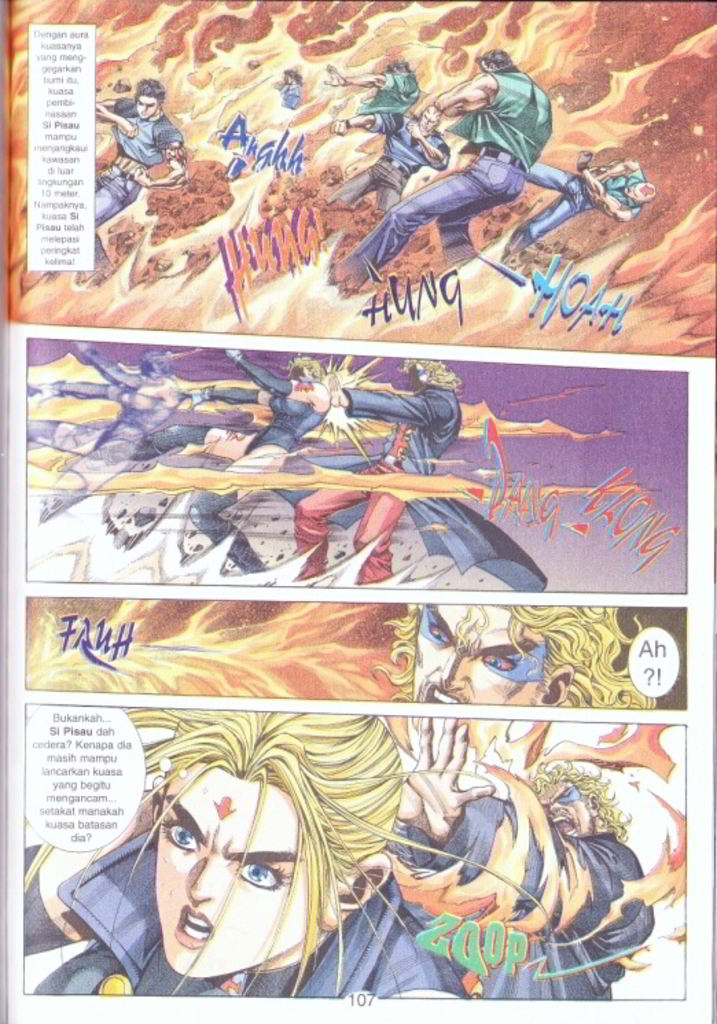 Dengan aura
kuasanya
yang meng-
gegarkan
bumi itu,
kuasa
pembi-
nasaan
Si Pisau
mampu
menjangkaui
kawasan
di luar
lingkungan
10 meter.
Nampaknya,
kuasa Si
Pisau telah
melepasi
peringkat
kelima!
Arghh
HUNG!
HUNG
HOAH
DANG KLONG
FAUH
Ah
?!
Bukankah...
Si Pisau dah
cedera? Kenapa dia
masih mampu
lancarkan kuasa
yang begitu
mengancam...
setakat manakah
kuasa batasan
dia?
ZOOP
107